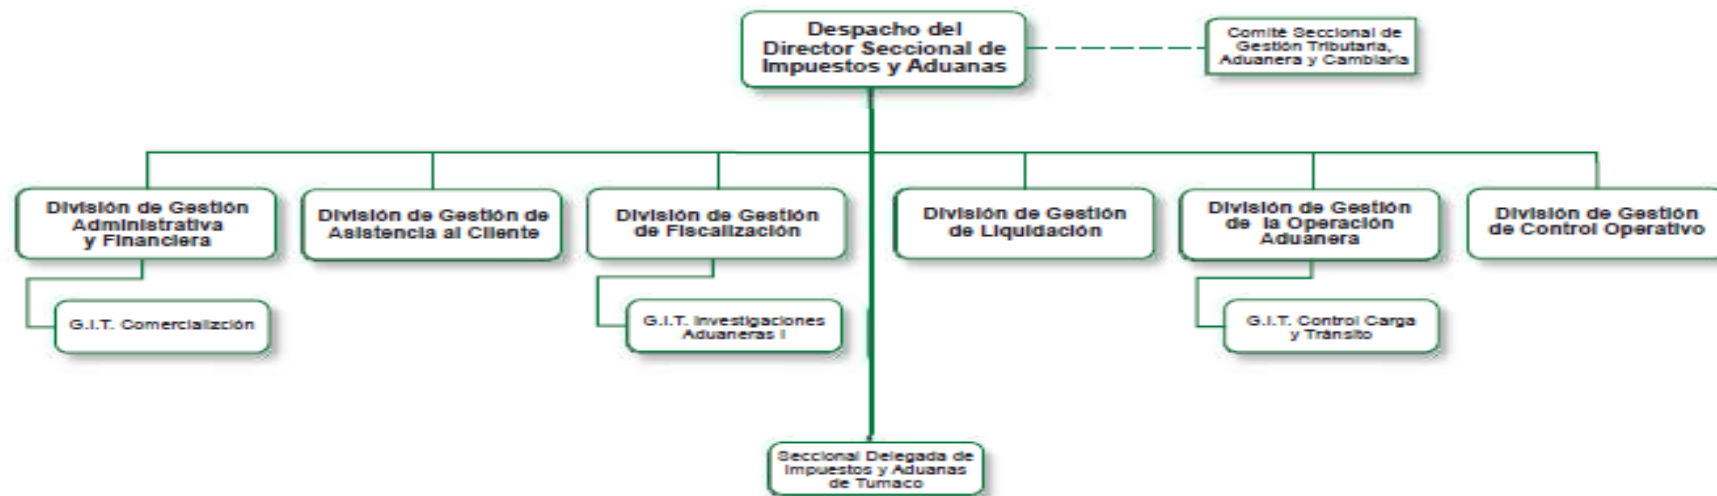 Despacho del
Director Seccional de
Impuestos y Aduanas
Comité Seccional de
Gestión Tributaria,
Aduanera y Cambiaria
División de Gestión
Administrativa
y Financiera
División de Gestión de
Asistencia al Cliente
División de Gestión
de Fiscalización
División de Gestión
de Liquidación
División de Gestión
de la Operación
Aduanera
División de Gestión
de Control Operativo
G.I.T. Comercializción
G.I.T. Investigaciones
Aduaneras I
G.I.T. Control Carga
y Tránsito
Seccional Delegada de
Impuestos y Aduanas
de Tumaco